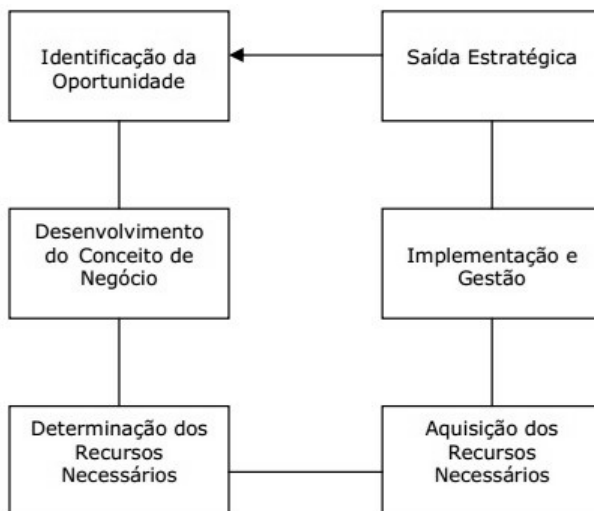 Identificação da
Oportunidade
Saída Estratégica
Desenvolvimento
do Conceito de
Negócio
Implementação e
Gestão
Determinação dos
Recursos
Necessários
Aquisição dos
Recursos
Necessários